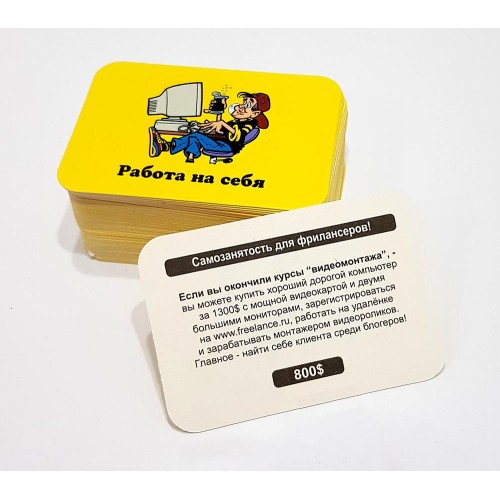 Работа на себя
Самозанятость для фрилансеров!
Если вы окончили курсы "видеомонтажа", -
вы можете купить хороший дорогой компьютер
за 1300$ с мощной видеокартой и двумя
большими мониторами, зарегистрироваться
на www.freelance.ru, работать на удалёнке
и зарабатывать монтажером видеороликов.
Главное - найти себе клиента среди блогеров!
800$